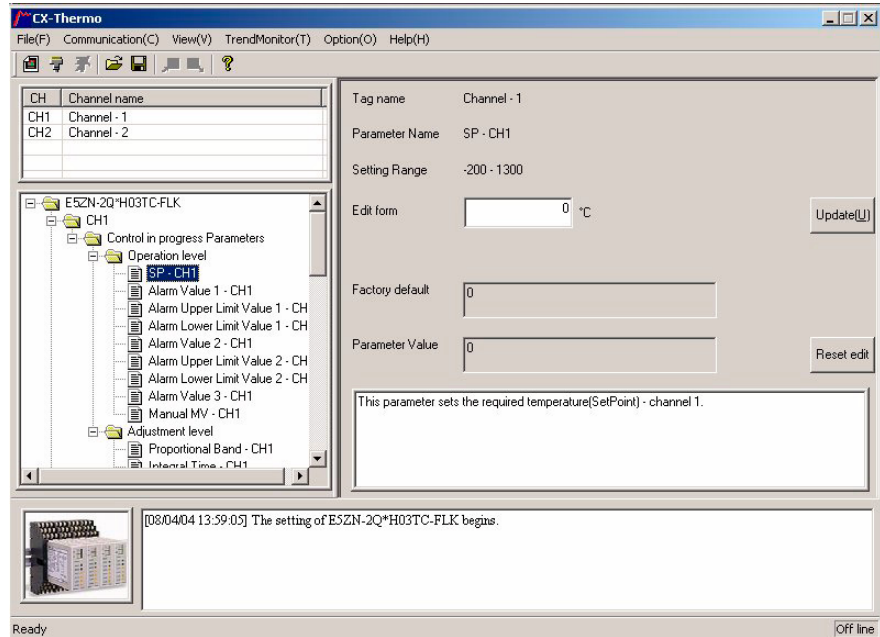 CX-Thermo
File(F) Communication(C) View(V) TrendMonitor(T) Option(O) Help(H)
CH Channel name
CH1 Channel - 1
CH2 Channel - 2
E5ZN-2Q*H03TC-FLK
CH1
Control in progress Parameters
Operation level
SP - CH1
Alarm Value 1 - CH1
Alarm Upper Limit Value 1 - CH
Alarm Lower Limit Value 1 - CH
Alarm Value 2 - CH1
Alarm Upper Limit Value 2 - CH
Alarm Lower Limit Value 2 - CH
Alarm Value 3 - CH1
Manual MV - CH1
Adjustment level
Proportional Band - CH1
Integral Time - CH1
Tag name Channel - 1
Parameter Name SP - CH1
Setting Range -200 - 1300
Edit form 0 °C
Update(U)
Factory default 0
Parameter Value 0
Reset edit
This parameter sets the required temperature(SetPoint) - channel 1.
[08/04/04 13:59:05] The setting of E5ZN-2Q*H03TC-FLK begins.
Ready Off line